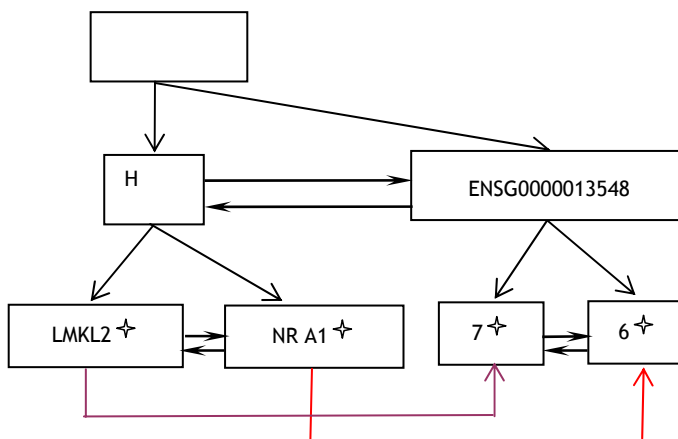 H
ENSG0000013548
LMKL2
NR A1
7
6